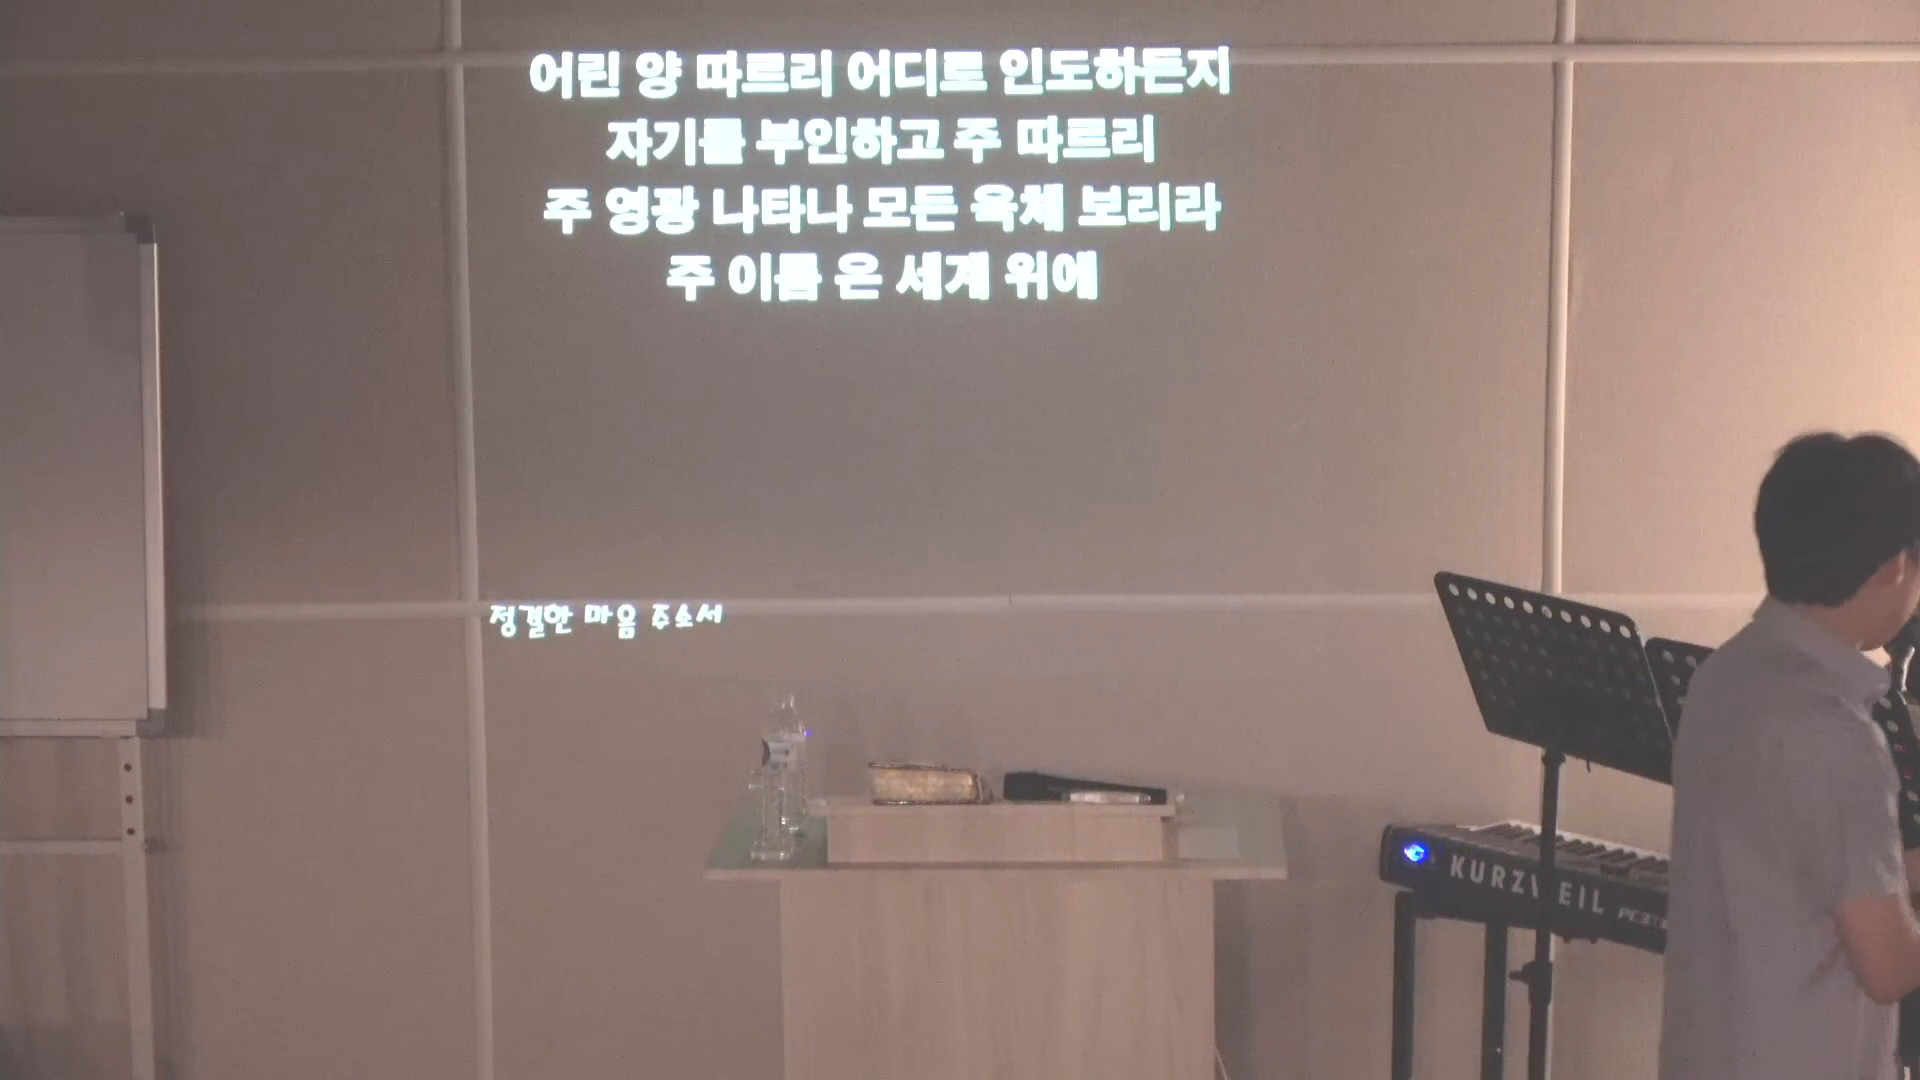 어린 양 따르리 어디로 인도하든지
자기를 부인하고 주 따르리
주 영광 나타나 모든 육체 보리라
주 이름 은 세계 위에
정결한 마음 주소서
KURZWEIL